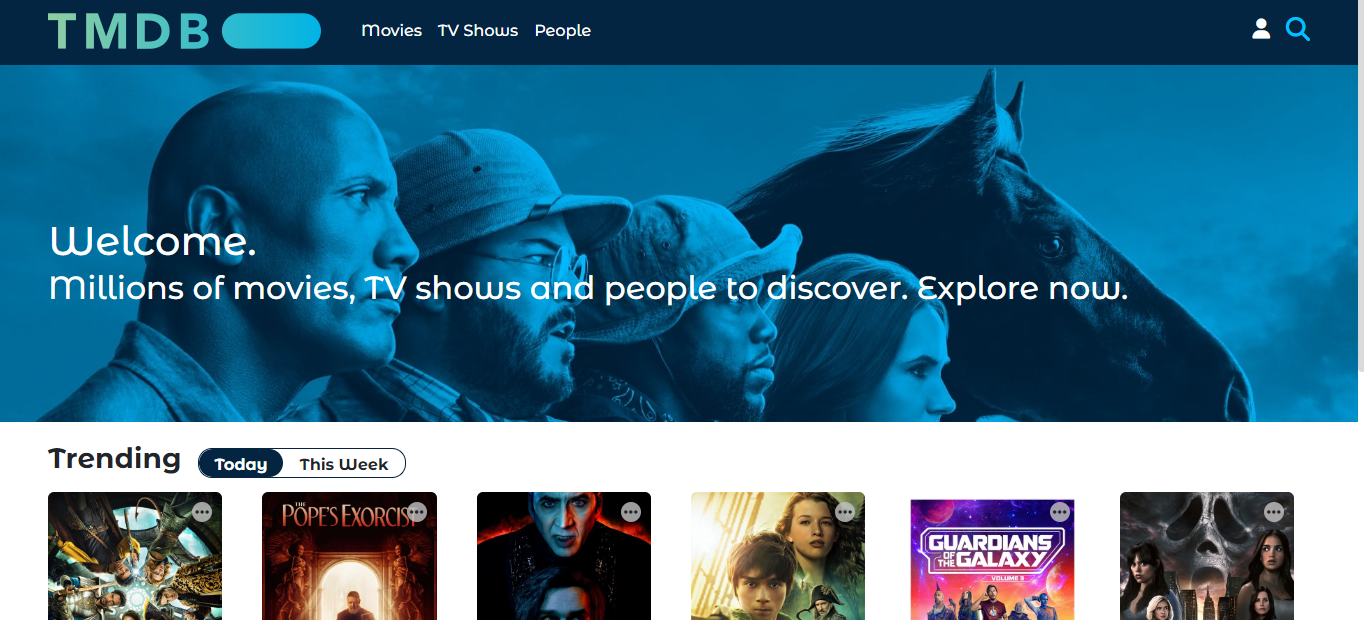 TMDB
Movies TV Shows People
Welcome.
Millions of movies, TV shows and people to discover. Explore now.
Trending Today This Week
THE
POPE'S EXORCIST
GUARDIANS
OF THE GALAXY
VOLUME 3